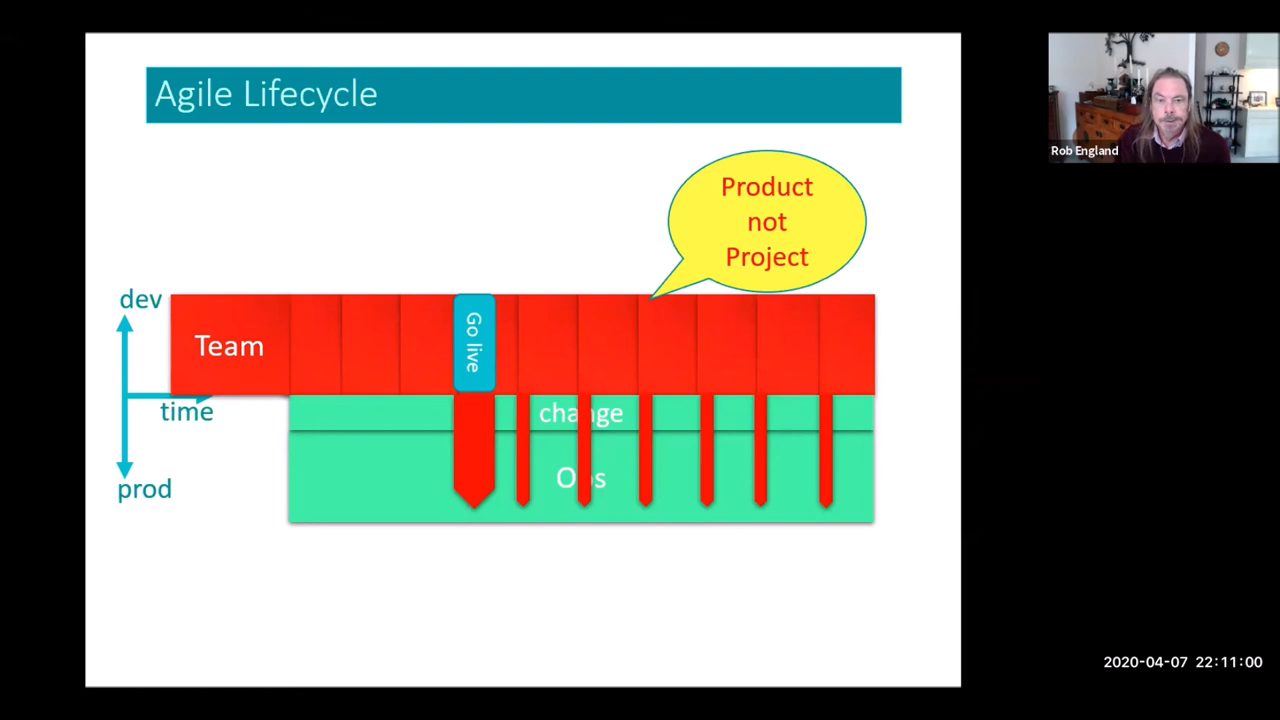 Agile Lifecycle
Rob England
Product
not
Project
dev
Team
Go live
time
change
Ops
prod
2020-04-07 22:11:00